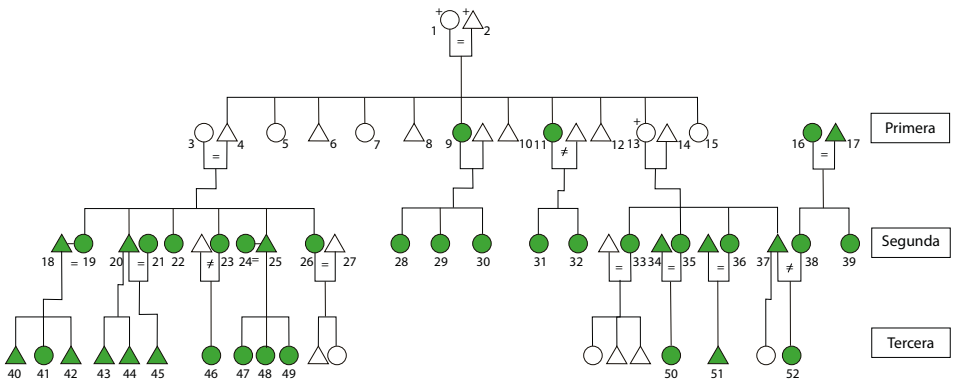 + +
1 2
=
Primera
+
3 4 5 6 7 8 9 10 11 12 13 14 15 16 17
= ≠ =
Segunda
18 = 19 20 = 21 22 ≠ 23 24 = 25 26 = 27 28 29 30 31 32 = 33 34 = 35 = 36 37 ≠ 38 39
Tercera
40 41 42 43 44 45 46 47 48 49 50 51 52